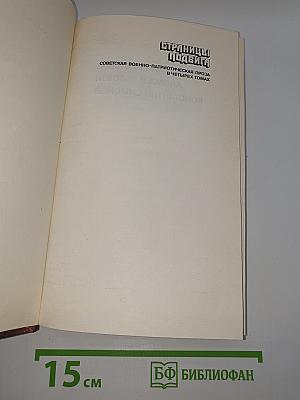 СТРАНИЦЫ
ПОДВИГА
СОВЕТСКАЯ ВОЕННО-ПАТРИОТИЧЕСКАЯ ПРОЗА
В ЧЕТЫРЕХ ТОМАХ
15 см
БФ БИБЛИОФАН